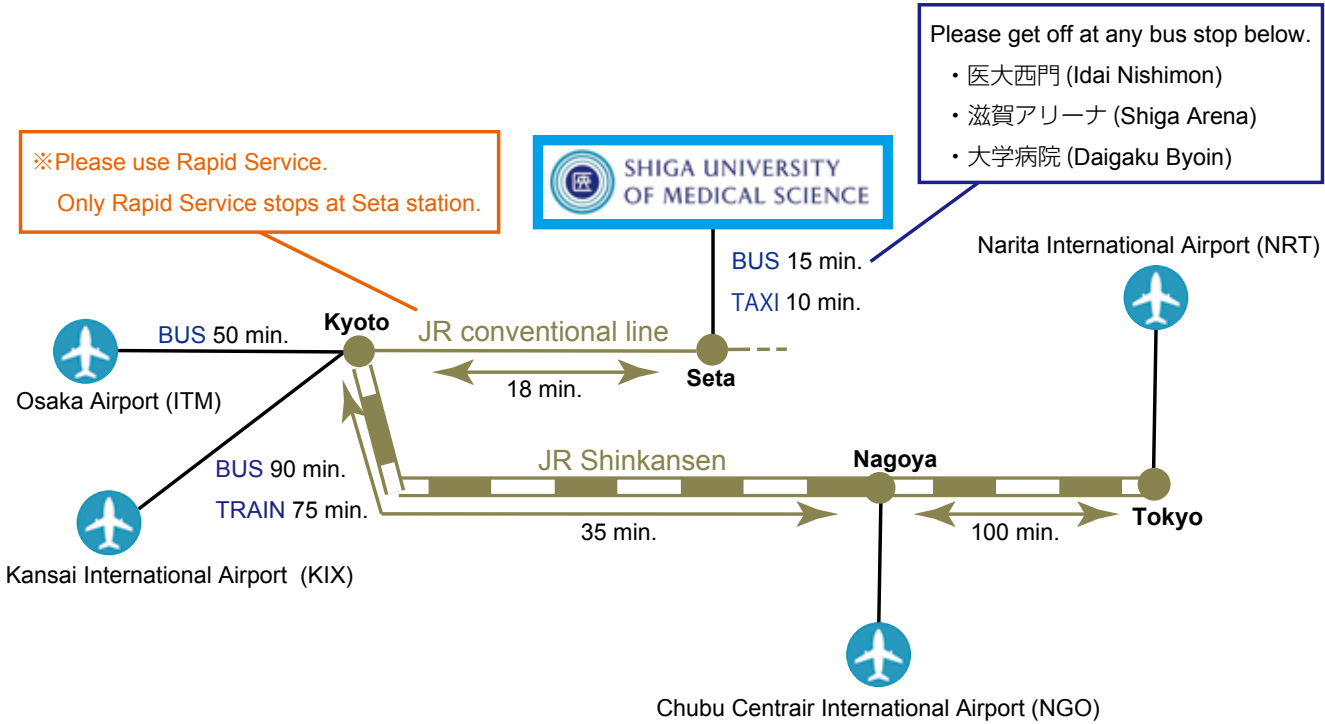 Please get off at any bus stop below.
・医大西門 (Idai Nishimon)
・滋賀アリーナ (Shiga Arena)
・大学病院 (Daigaku Byoin)
※Please use Rapid Service.
Only Rapid Service stops at Seta station.
医
SHIGA UNIVERSITY
OF MEDICAL SCIENCE
BUS 15 min.
TAXI 10 min.
Narita International Airport (NRT)
Kyoto
BUS 50 min.
JR conventional line
18 min.
Seta
Osaka Airport (ITM)
BUS 90 min.
TRAIN 75 min.
JR Shinkansen
Nagoya
35 min.
100 min.
Tokyo
Kansai International Airport (KIX)
Chubu Centrair International Airport (NGO)